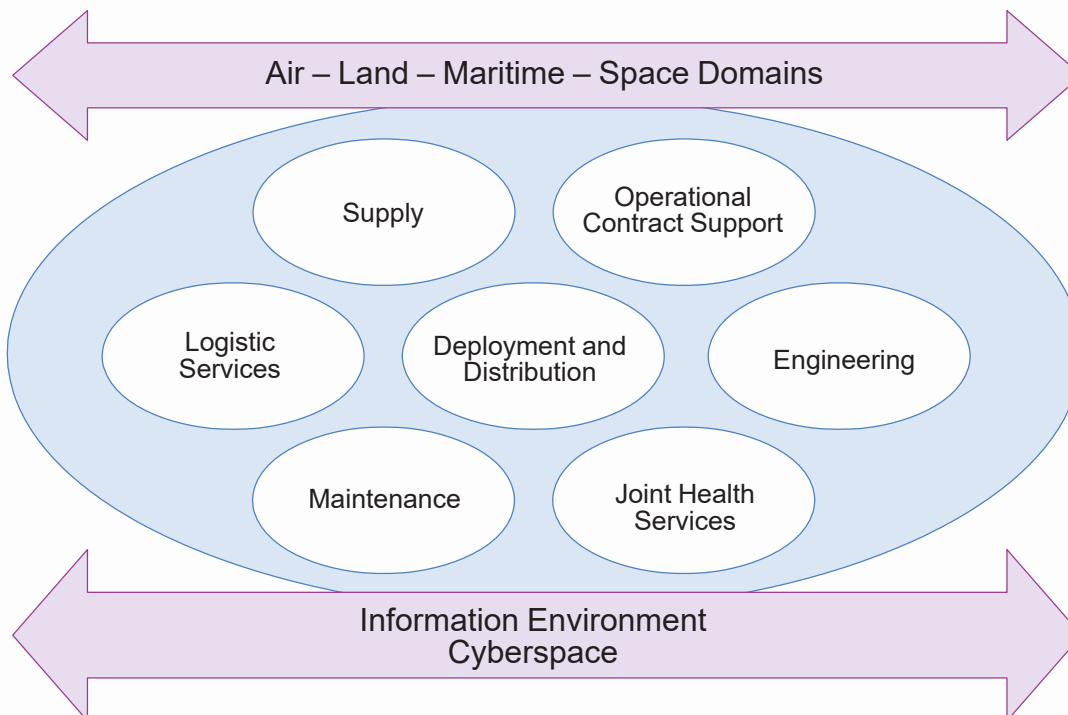 Air – Land – Maritime – Space Domains
Supply
Operational
Contract Support
Logistic
Services
Deployment and
Distribution
Engineering
Maintenance
Joint Health
Services
Information Environment
Cyberspace